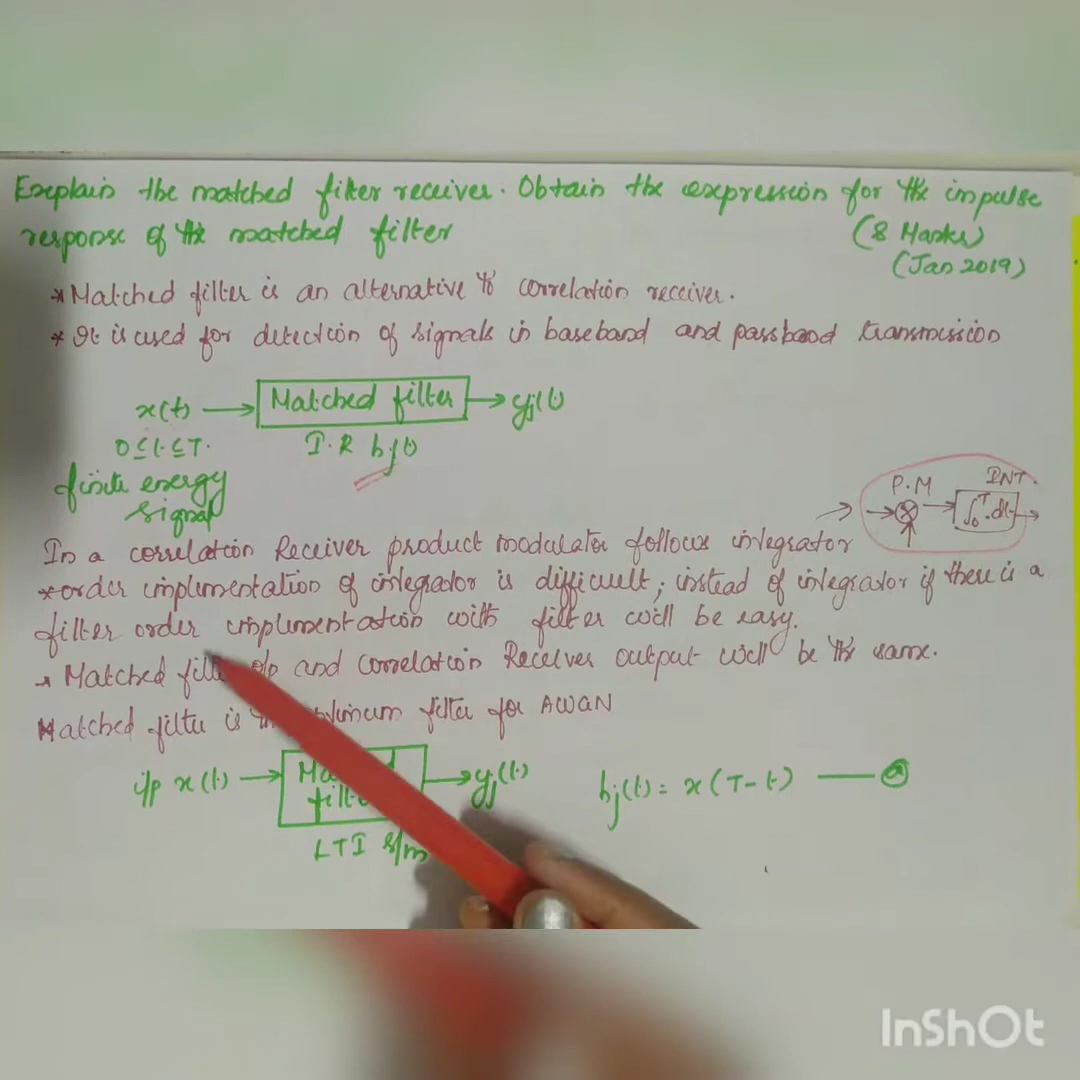 Explain the matched filter receiver. Obtain the expression for the impulse
response of the matched filter
(8 Marks)
(Jan 2019)
* Matched filter is an alternative to correlation receiver.
* It is used for detection of signals in baseband and passband transmission
x(t) → Matched filter → yj(t)
0≤t≤T.
I.R hj(t)
finite energy
signal
P.M INT.
∫₀ᵀ.dt
In a correlation Receiver product modulator follows integrator
* order implementation of integrator is difficult; instead of integrator if there is a
filter order implementation with filter will be easy.
* Matched o/p and correlation Receiver output will be the same.
Matched filter is filter for AWGN
i/p x(t) → → yj(t)
hj(t) = x(T-t) —
LTI s/m
InShOt